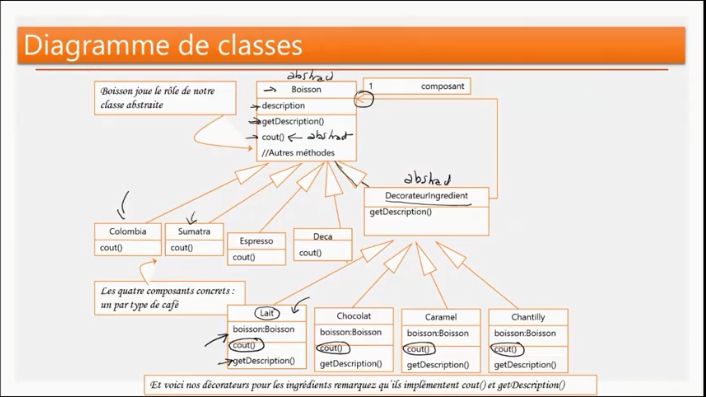 Diagramme de classes
abstract
Boisson
description
getDescription()
cout() ← abstract
//Autres méthodes
1 composant
Boisson joue le rôle de notre
classe abstraite
abstract
DecorateurIngredient
getDescription()
Colombia
cout()
Sumatra
cout()
Espresso
cout()
Deca
cout()
Les quatre composants concrets :
un par type de café
Lait
boisson:Boisson
cout()
getDescription()
Chocolat
boisson:Boisson
cout()
getDescription()
Caramel
boisson:Boisson
cout()
getDescription()
Chantilly
boisson:Boisson
cout()
getDescription()
Et voici nos décorateurs pour les ingrédients remarquez qu'ils implémentent cout() et getDescription()